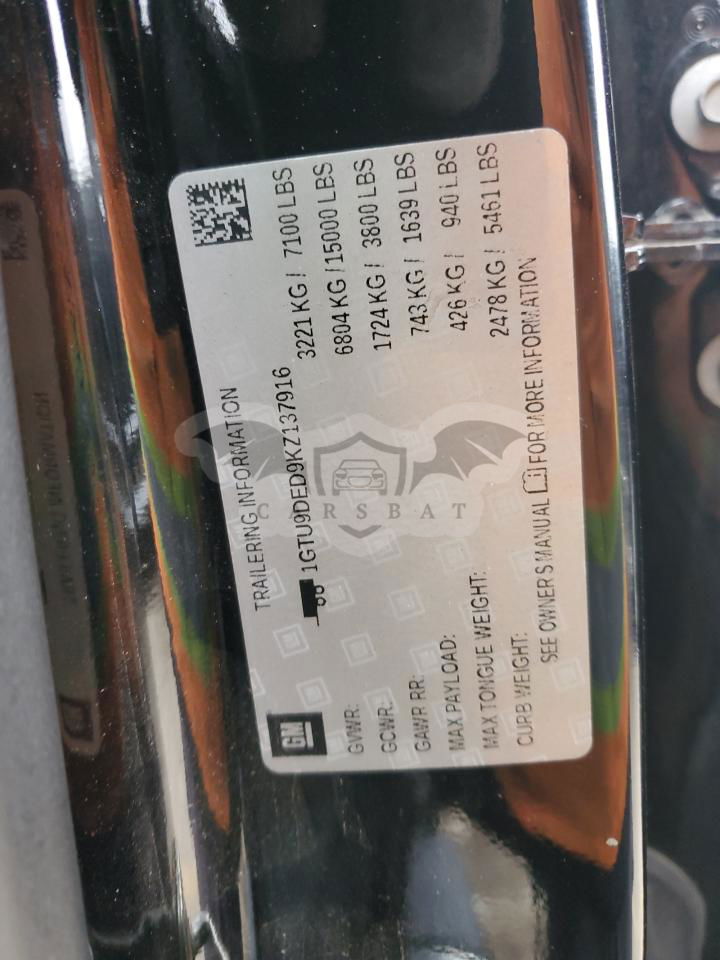 GM
TRAILERING INFORMATION
1GTU9DED9KZ137916
GVWR: 3221 KG / 7100 LBS
GCWR: 6804 KG / 15000 LBS
GAWR RR: 1724 KG / 3800 LBS
MAX PAYLOAD: 743 KG / 1639 LBS
MAX TONGUE WEIGHT: 426 KG / 940 LBS
CURB WEIGHT: 2478 KG / 5461 LBS
SEE OWNER'S MANUAL FOR MORE INFORMATION
CARSBAT